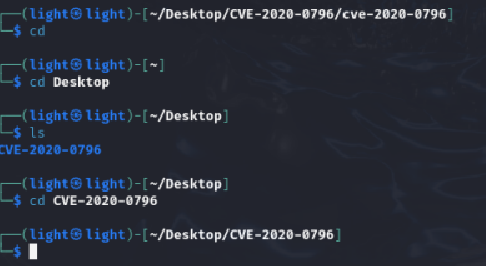 ┌──(light㉿light)-[~/Desktop/CVE-2020-0796/cve-2020-0796]
└─$ cd
┌──(light㉿light)-[~]
└─$ cd Desktop
┌──(light㉿light)-[~/Desktop]
└─$ ls
CVE-2020-0796
┌──(light㉿light)-[~/Desktop]
└─$ cd CVE-2020-0796
┌──(light㉿light)-[~/Desktop/CVE-2020-0796]
└─$